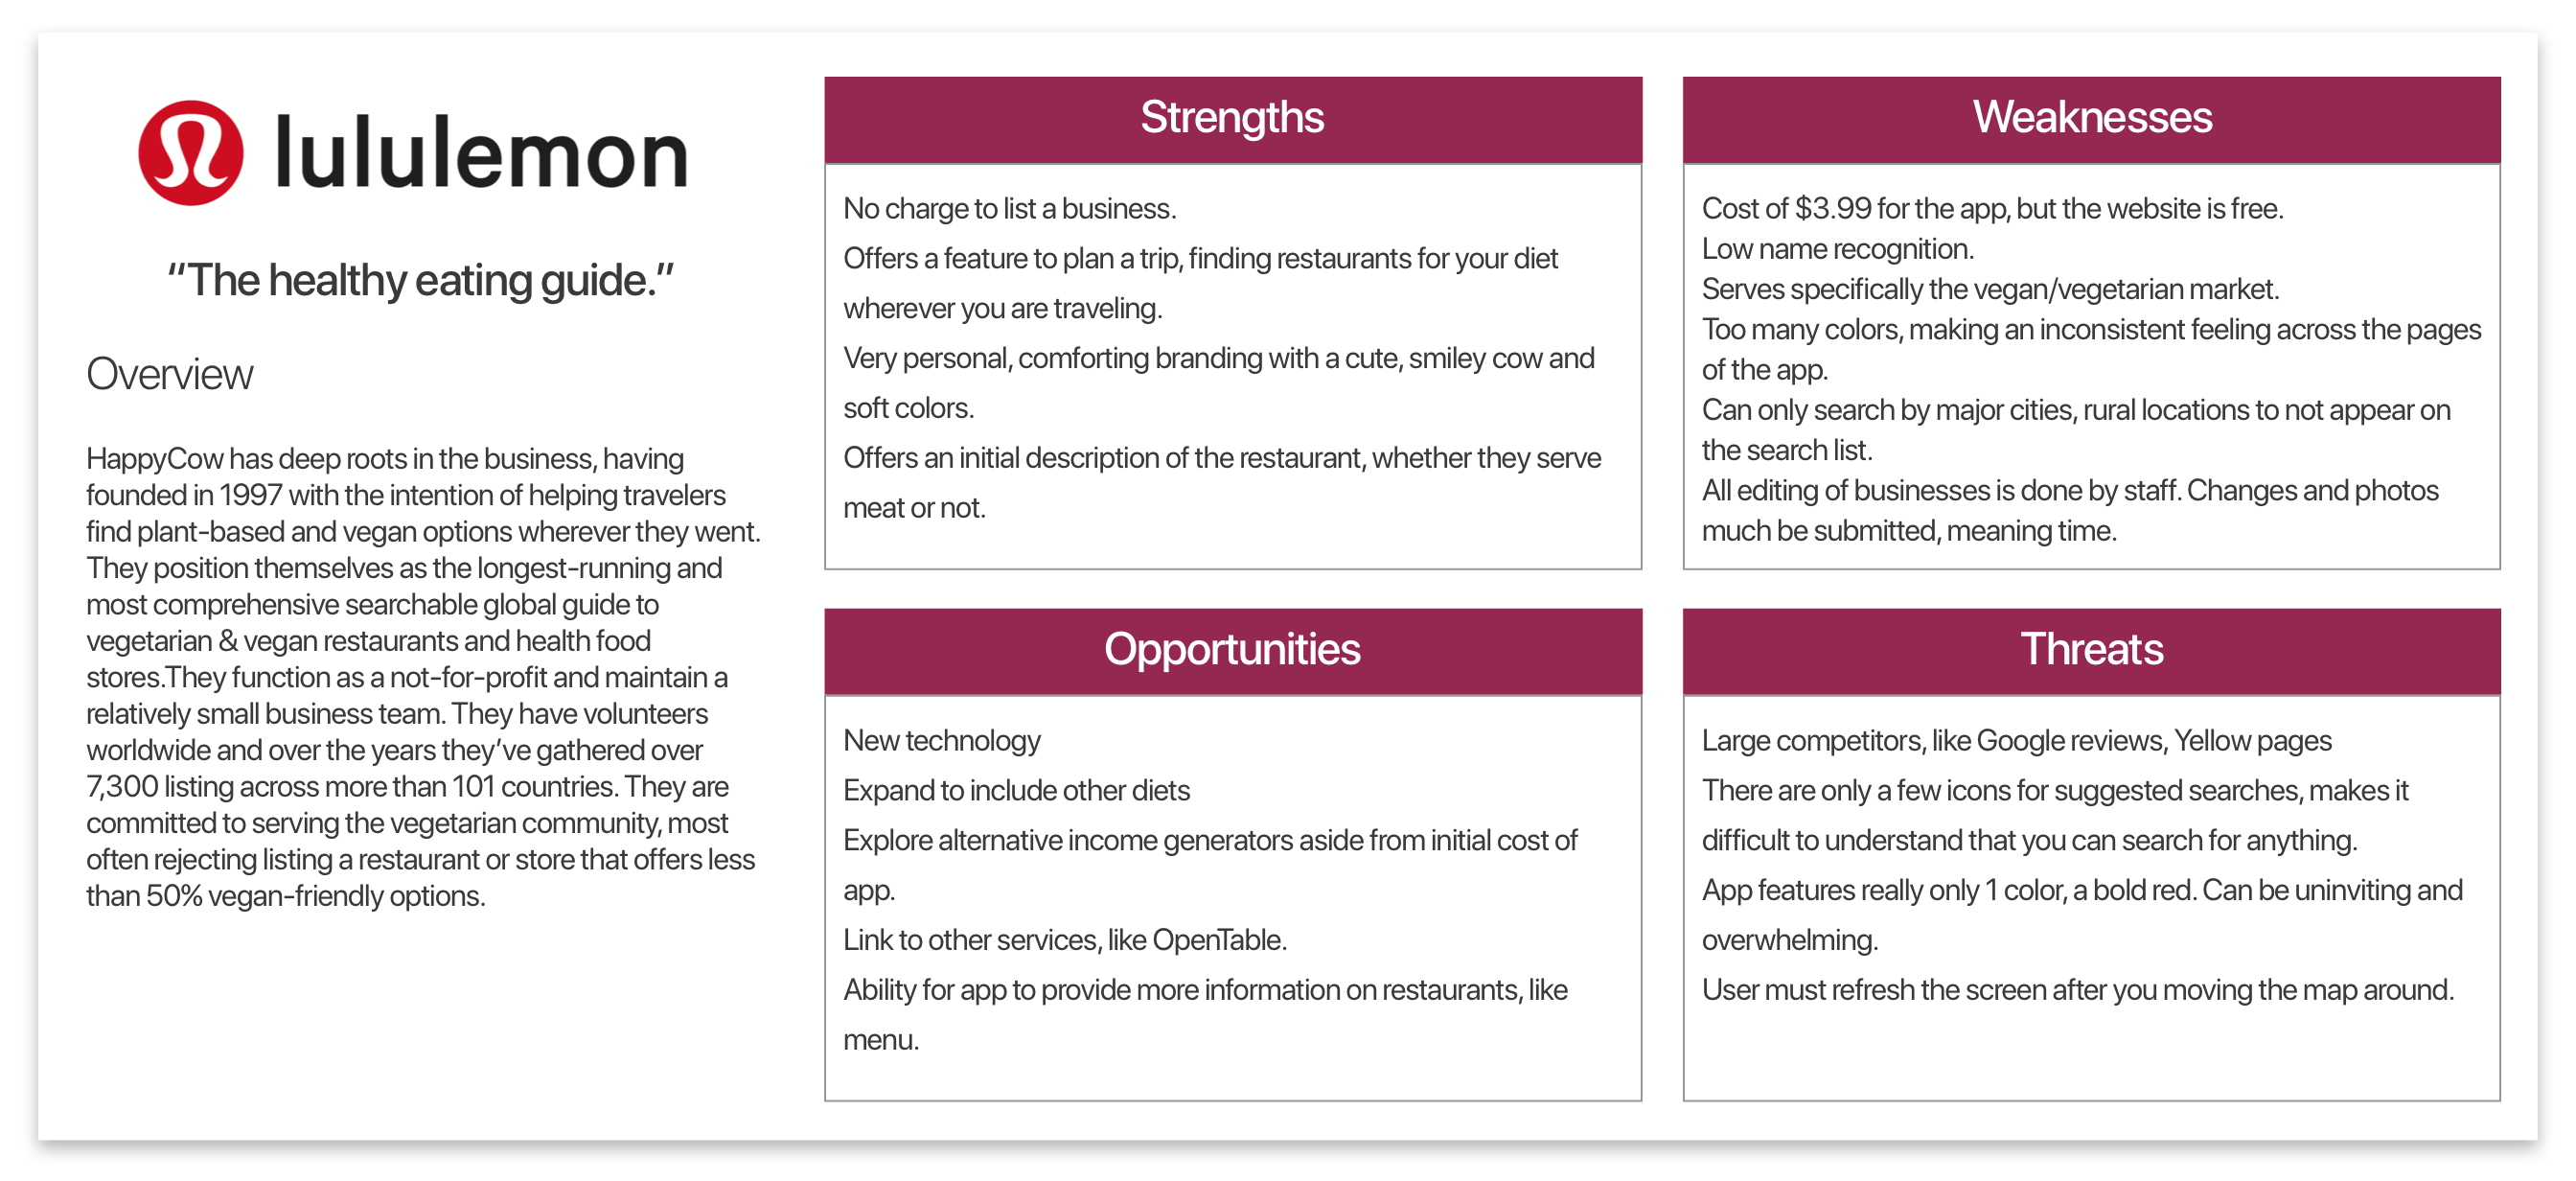 lululemon
“The healthy eating guide.”
Overview
HappyCow has deep roots in the business, having
founded in 1997 with the intention of helping travelers
find plant-based and vegan options wherever they went.
They position themselves as the longest-running and
most comprehensive searchable global guide to
vegetarian & vegan restaurants and health food
stores.They function as a not-for-profit and maintain a
relatively small business team. They have volunteers
worldwide and over the years they’ve gathered over
7,300 listing across more than 101 countries. They are
committed to serving the vegetarian community, most
often rejecting listing a restaurant or store that offers less
than 50% vegan-friendly options.
Strengths
No charge to list a business.
Offers a feature to plan a trip, finding restaurants for your diet
wherever you are traveling.
Very personal, comforting branding with a cute, smiley cow and
soft colors.
Offers an initial description of the restaurant, whether they serve
meat or not.
Weaknesses
Cost of $3.99 for the app, but the website is free.
Low name recognition.
Serves specifically the vegan/vegetarian market.
Too many colors, making an inconsistent feeling across the pages
of the app.
Can only search by major cities, rural locations to not appear on
the search list.
All editing of businesses is done by staff. Changes and photos
much be submitted, meaning time.
Opportunities
New technology
Expand to include other diets
Explore alternative income generators aside from initial cost of
app.
Link to other services, like OpenTable.
Ability for app to provide more information on restaurants, like
menu.
Threats
Large competitors, like Google reviews, Yellow pages
There are only a few icons for suggested searches, makes it
difficult to understand that you can search for anything.
App features really only 1 color, a bold red. Can be uninviting and
overwhelming.
User must refresh the screen after you moving the map around.